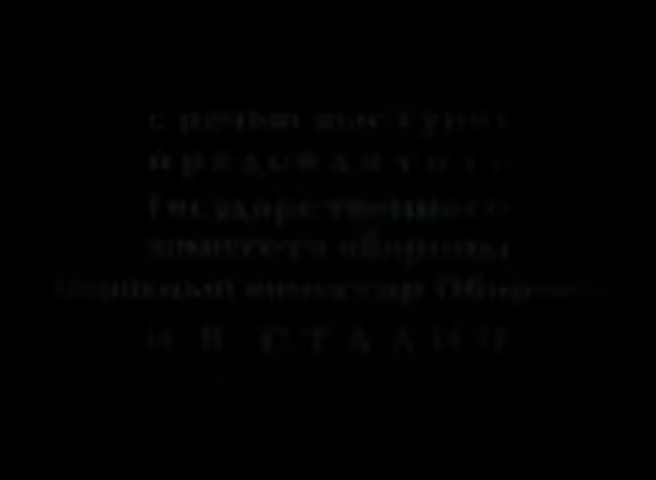 с речью выступил
председатель
Государственного
комитета обороны
Народный комиссар Обороны
И. В. СТАЛИН